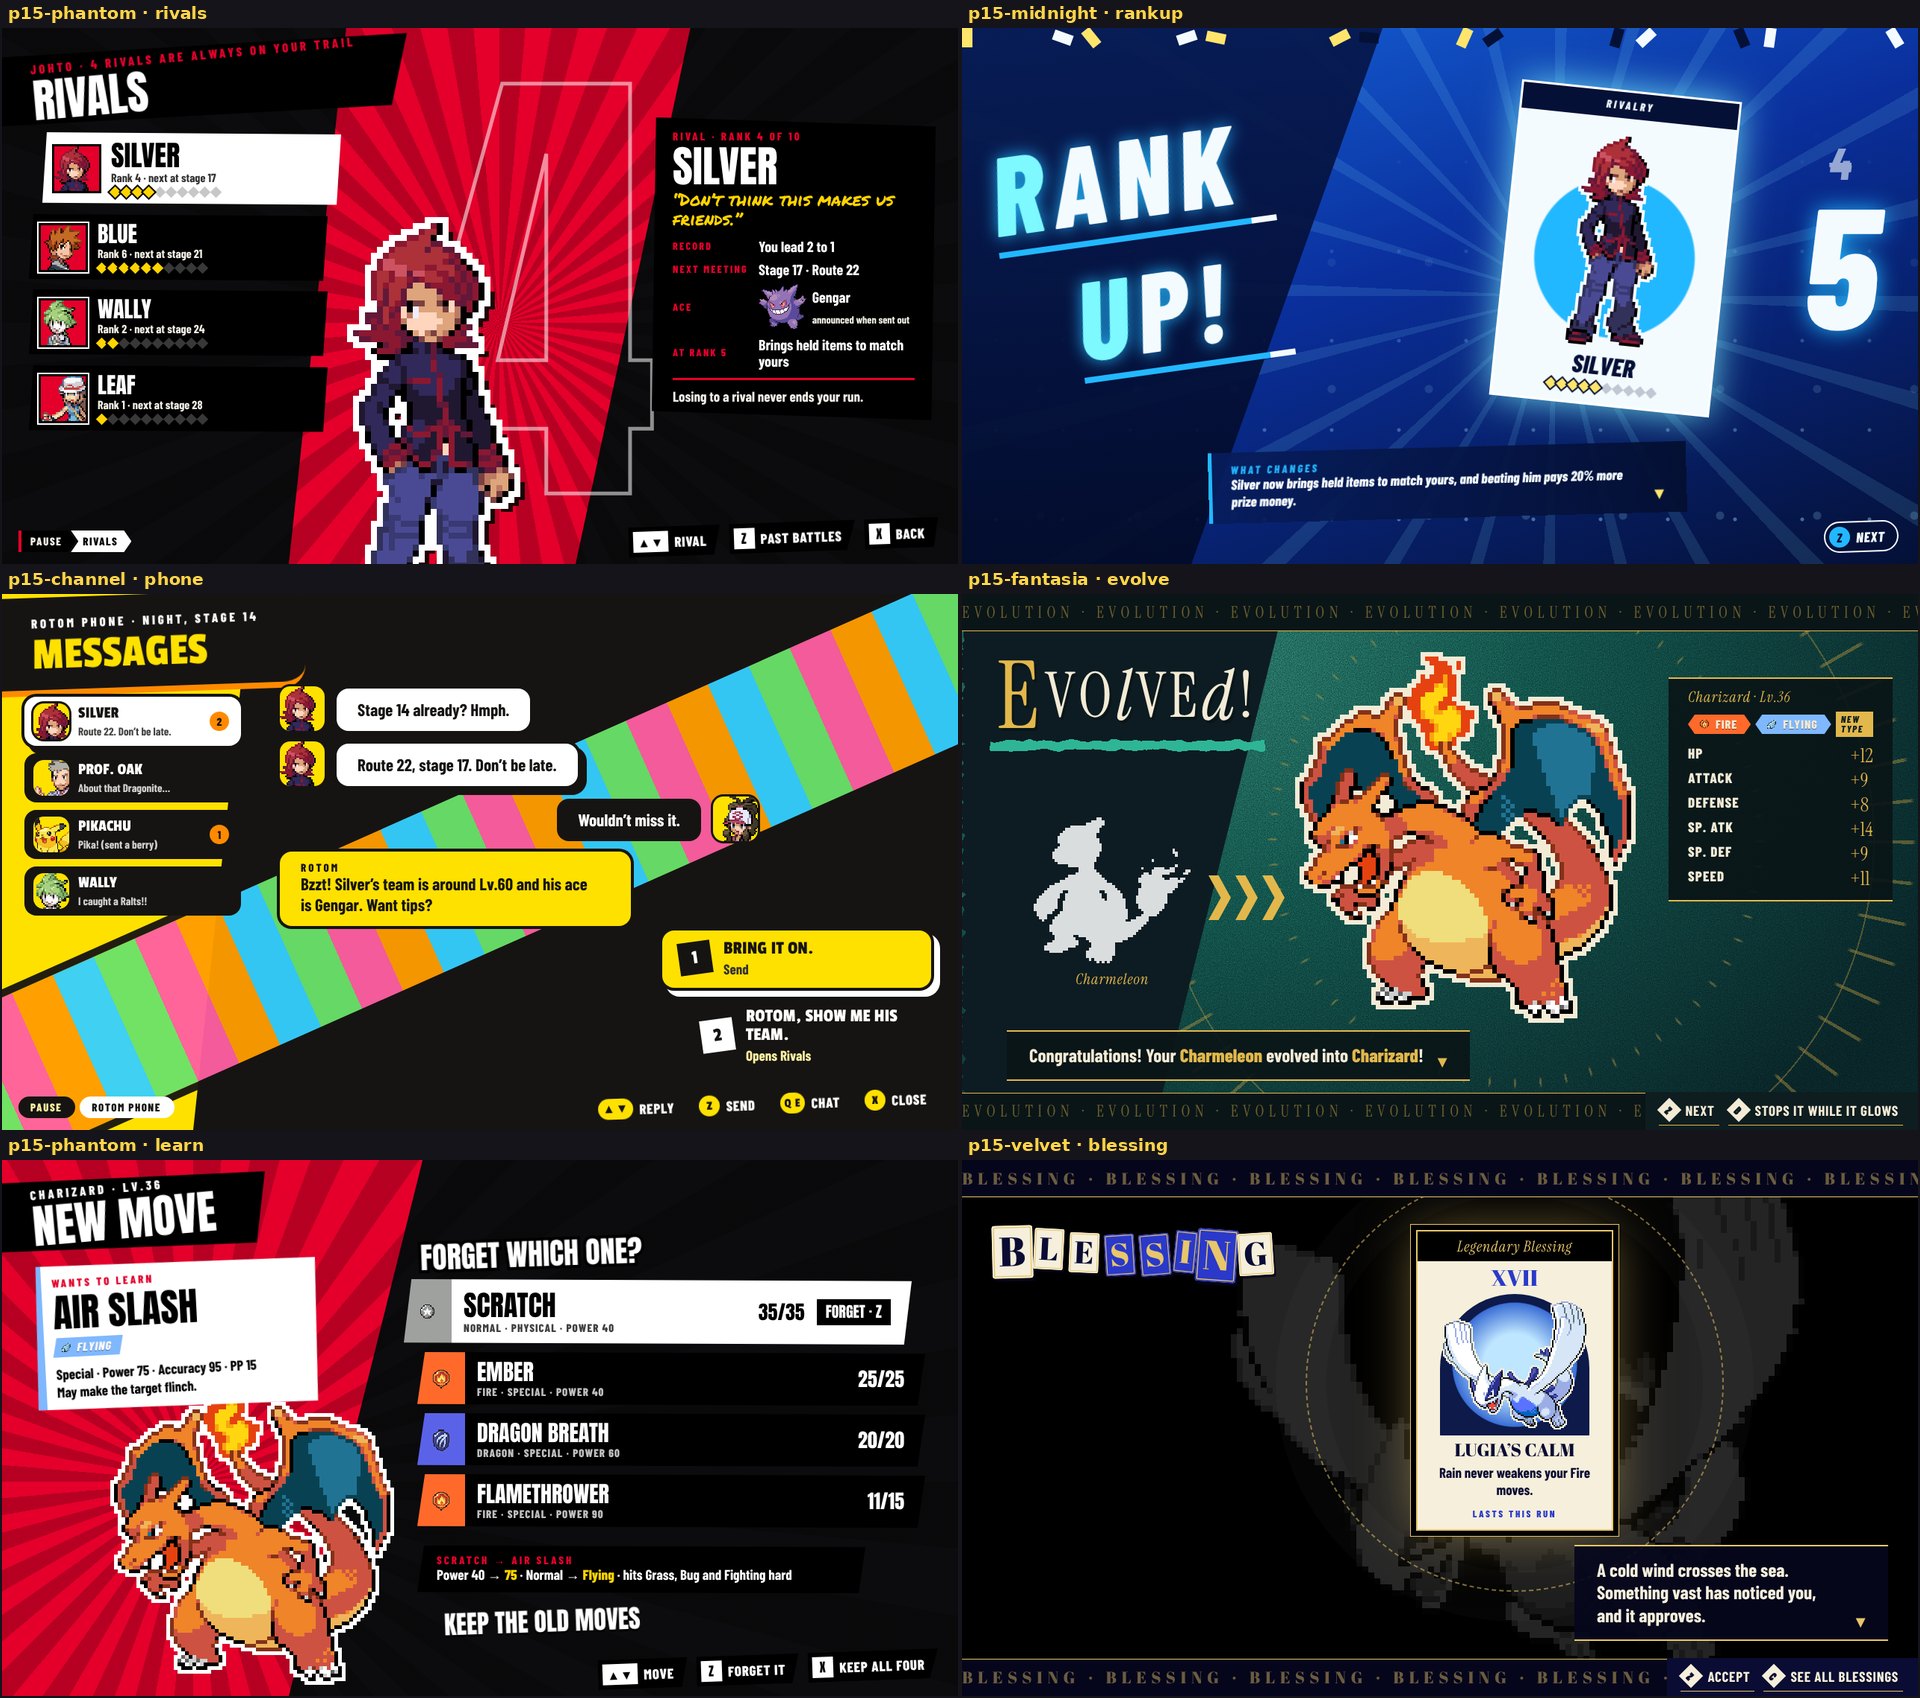 p15-phantom · rivals
JOHTO · 4 RIVALS ARE ALWAYS ON YOUR TRAIL
RIVALS
SILVER
Rank 4 · next at stage 17
BLUE
Rank 6 · next at stage 21
WALLY
Rank 2 · next at stage 24
LEAF
Rank 1 · next at stage 28
4
RIVAL · RANK 4 OF 10
SILVER
"DON'T THINK THIS MAKES US
FRIENDS."
RECORD You lead 2 to 1
NEXT MEETING Stage 17 · Route 22
ACE Gengar
announced when sent out
AT RANK 5 Brings held items to match
yours
Losing to a rival never ends your run.
PAUSE RIVALS
▲▼ RIVAL Z PAST BATTLES X BACK
p15-midnight · rankup
RANK
UP!
RIVALRY
SILVER
4
5
WHAT CHANGES
Silver now brings held items to match yours, and beating him pays 20% more
prize money.
▼
Z NEXT
p15-channel · phone
ROTOM PHONE · NIGHT, STAGE 14
MESSAGES
SILVER
Route 22. Don't be late.
2
PROF. OAK
About that Dragonite...
PIKACHU
Pika! (sent a berry)
1
WALLY
I caught a Ralts!!
Stage 14 already? Hmph.
Route 22, stage 17. Don't be late.
Wouldn't miss it.
ROTOM
Bzzt! Silver's team is around Lv.60 and his ace
is Gengar. Want tips?
1 BRING IT ON.
Send
2 ROTOM, SHOW ME HIS
TEAM.
Opens Rivals
PAUSE ROTOM PHONE
▲▼ REPLY Z SEND Q E CHAT X CLOSE
p15-fantasia · evolve
EVOLUTION · EVOLUTION · EVOLUTION · EVOLUTION · EVOLUTION · EVOLUTION · EVOLUTION · EV
EVOlVEd!
Charmeleon
Charizard · Lv.36
FIRE FLYING NEW
TYPE
HP +12
ATTACK +9
DEFENSE +8
SP. ATK +14
SP. DEF +9
SPEED +11
Congratulations! Your Charmeleon evolved into Charizard! ▼
EVOLUTION · EVOLUTION · EVOLUTION · EVOLUTION · EVOLUTION · E
NEXT STOPS IT WHILE IT GLOWS
p15-phantom · learn
CHARIZARD · LV.36
NEW MOVE
WANTS TO LEARN
AIR SLASH
FLYING
Special · Power 75 · Accuracy 95 · PP 15
May make the target flinch.
FORGET WHICH ONE?
SCRATCH
NORMAL · PHYSICAL · POWER 40
35/35 FORGET · Z
EMBER
FIRE · SPECIAL · POWER 40
25/25
DRAGON BREATH
DRAGON · SPECIAL · POWER 60
20/20
FLAMETHROWER
FIRE · SPECIAL · POWER 90
11/15
SCRATCH → AIR SLASH
Power 40 → 75 · Normal → Flying · hits Grass, Bug and Fighting hard
KEEP THE OLD MOVES
▲▼ MOVE Z FORGET IT X KEEP ALL FOUR
p15-velvet · blessing
BLESSING · BLESSING · BLESSING · BLESSING · BLESSING · BLESSING · BLESSIN
BLESSING
Legendary Blessing
XVII
LUGIA'S CALM
Rain never weakens your Fire
moves.
LASTS THIS RUN
A cold wind crosses the sea.
Something vast has noticed you,
and it approves.
▼
BLESSING · BLESSING · BLESSING · BLESSING · BLESSING ·
ACCEPT SEE ALL BLESSINGS